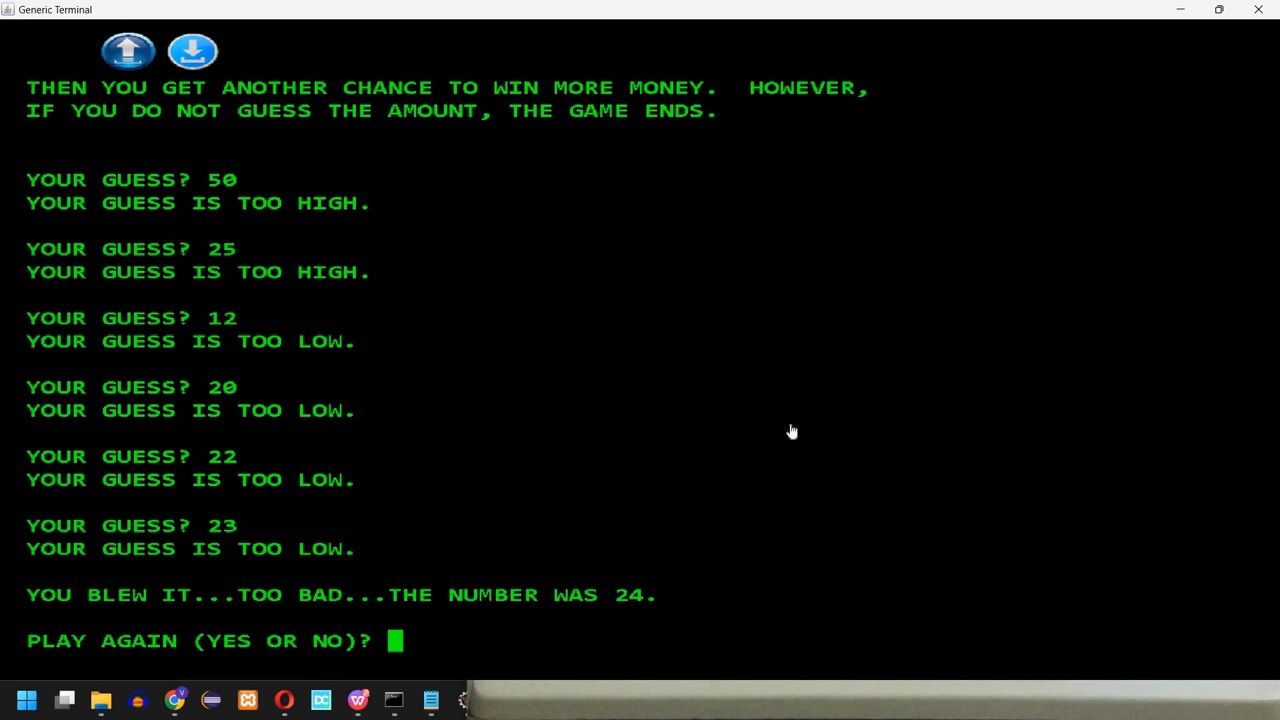 Generic Terminal
THEN YOU GET ANOTHER CHANCE TO WIN MORE MONEY.  HOWEVER,
IF YOU DO NOT GUESS THE AMOUNT, THE GAME ENDS.
YOUR GUESS? 50
YOUR GUESS IS TOO HIGH.
YOUR GUESS? 25
YOUR GUESS IS TOO HIGH.
YOUR GUESS? 12
YOUR GUESS IS TOO LOW.
YOUR GUESS? 20
YOUR GUESS IS TOO LOW.
YOUR GUESS? 22
YOUR GUESS IS TOO LOW.
YOUR GUESS? 23
YOUR GUESS IS TOO LOW.
YOU BLEW IT...TOO BAD...THE NUMBER WAS 24.
PLAY AGAIN (YES OR NO)?
V DC W